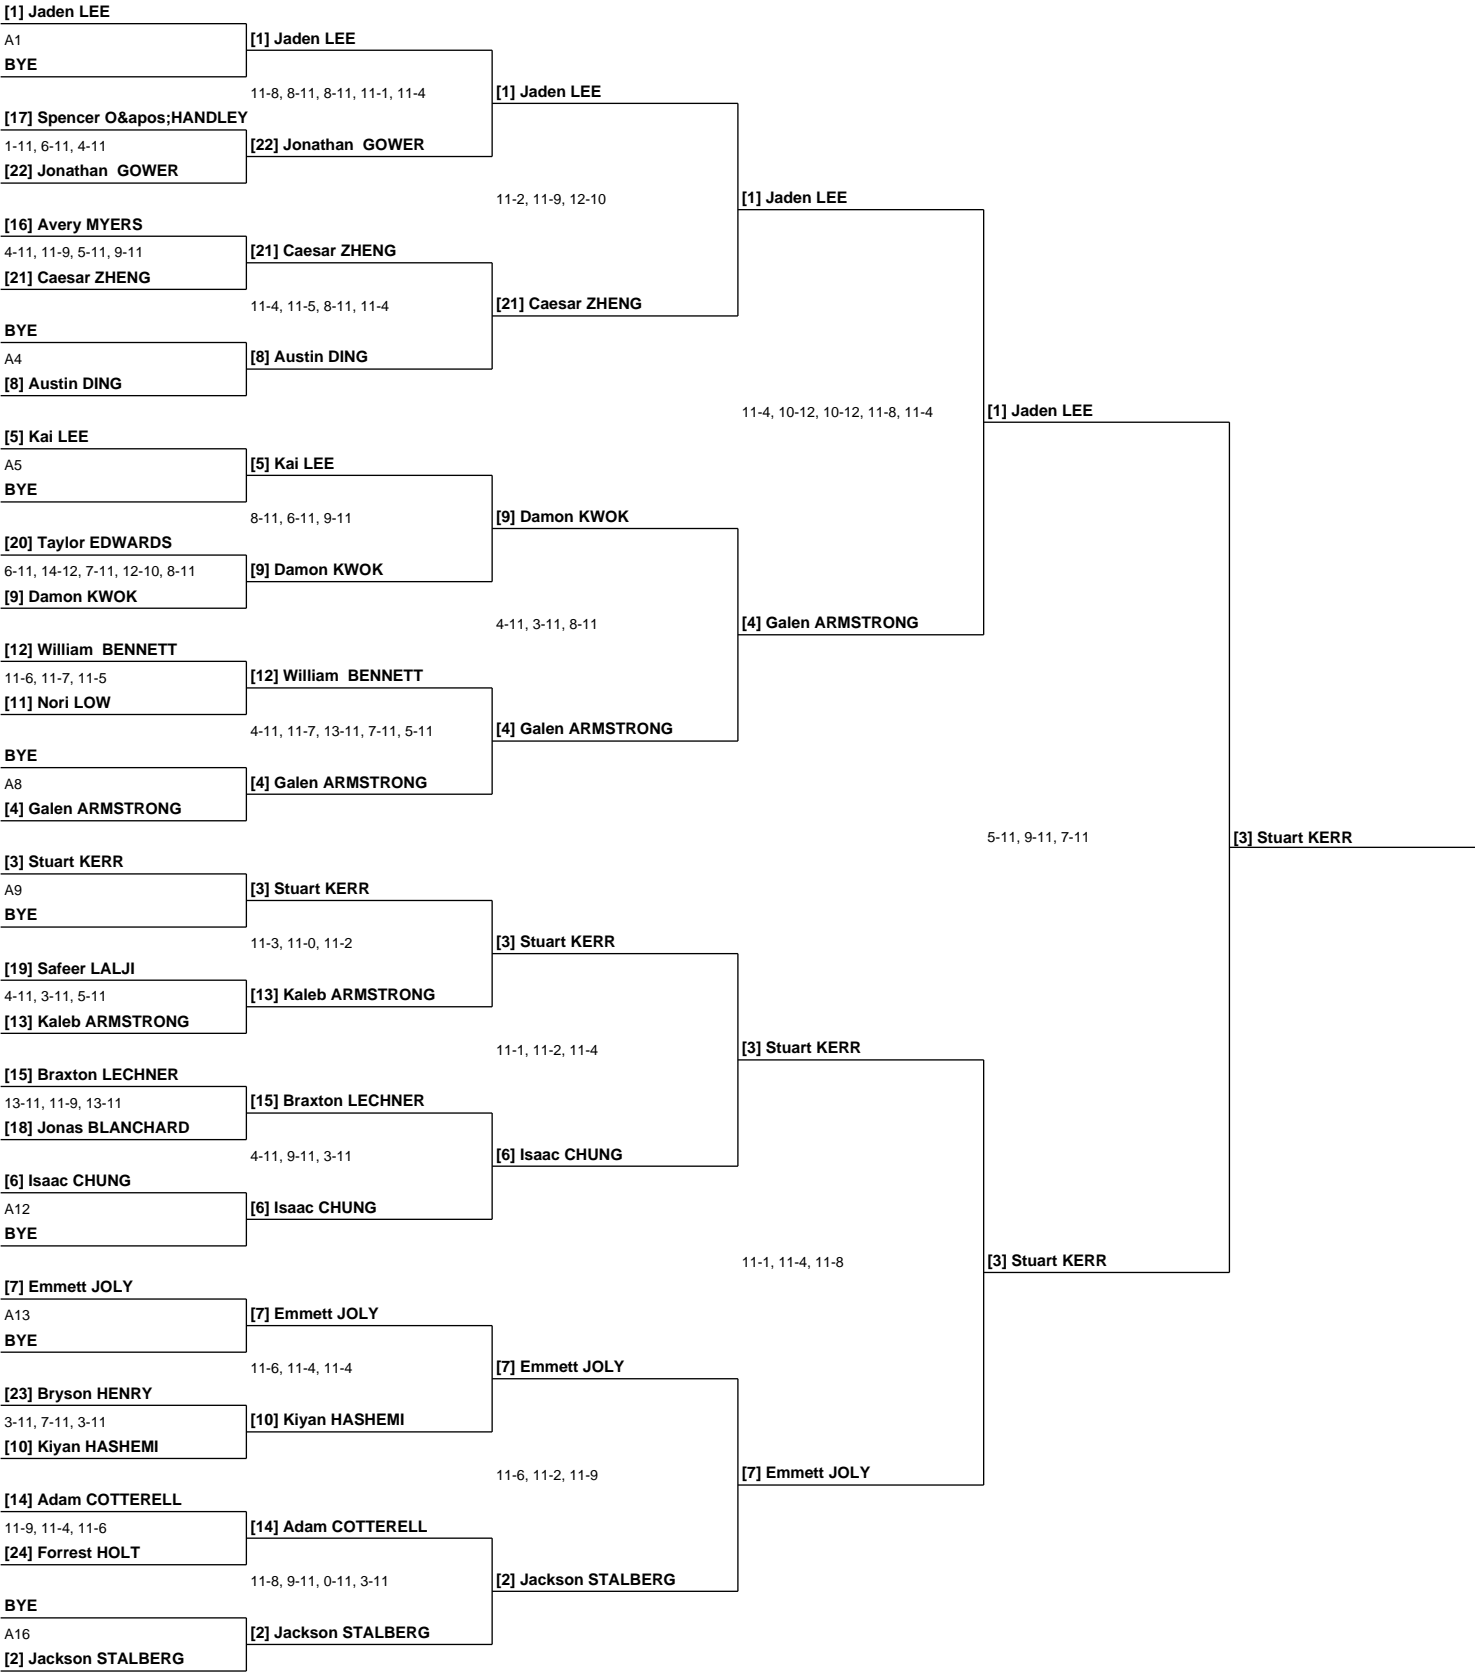 [1] Jaden LEE
A1
[1] Jaden LEE
BYE
11-8, 8-11, 8-11, 11-1, 11-4
[1] Jaden LEE
[17] Spencer O&apos;HANDLEY
1-11, 6-11, 4-11
[22] Jonathan  GOWER
[22] Jonathan  GOWER
11-2, 11-9, 12-10
[1] Jaden LEE
[16] Avery MYERS
4-11, 11-9, 5-11, 9-11
[21] Caesar ZHENG
[21] Caesar ZHENG
11-4, 11-5, 8-11, 11-4
[21] Caesar ZHENG
BYE
A4
[8] Austin DING
[8] Austin DING
11-4, 10-12, 10-12, 11-8, 11-4
[1] Jaden LEE
[5] Kai LEE
A5
[5] Kai LEE
BYE
8-11, 6-11, 9-11
[9] Damon KWOK
[20] Taylor EDWARDS
6-11, 14-12, 7-11, 12-10, 8-11
[9] Damon KWOK
[9] Damon KWOK
4-11, 3-11, 8-11
[4] Galen ARMSTRONG
[12] William  BENNETT
11-6, 11-7, 11-5
[12] William  BENNETT
[11] Nori LOW
4-11, 11-7, 13-11, 7-11, 5-11
[4] Galen ARMSTRONG
BYE
A8
[4] Galen ARMSTRONG
[4] Galen ARMSTRONG
5-11, 9-11, 7-11
[3] Stuart KERR
[3] Stuart KERR
A9
[3] Stuart KERR
BYE
11-3, 11-0, 11-2
[3] Stuart KERR
[19] Safeer LALJI
4-11, 3-11, 5-11
[13] Kaleb ARMSTRONG
[13] Kaleb ARMSTRONG
11-1, 11-2, 11-4
[3] Stuart KERR
[15] Braxton LECHNER
13-11, 11-9, 13-11
[15] Braxton LECHNER
[18] Jonas BLANCHARD
4-11, 9-11, 3-11
[6] Isaac CHUNG
[6] Isaac CHUNG
A12
[6] Isaac CHUNG
BYE
11-1, 11-4, 11-8
[3] Stuart KERR
[7] Emmett JOLY
A13
[7] Emmett JOLY
BYE
11-6, 11-4, 11-4
[7] Emmett JOLY
[23] Bryson HENRY
3-11, 7-11, 3-11
[10] Kiyan HASHEMI
[10] Kiyan HASHEMI
11-6, 11-2, 11-9
[7] Emmett JOLY
[14] Adam COTTERELL
11-9, 11-4, 11-6
[14] Adam COTTERELL
[24] Forrest HOLT
11-8, 9-11, 0-11, 3-11
[2] Jackson STALBERG
BYE
A16
[2] Jackson STALBERG
[2] Jackson STALBERG